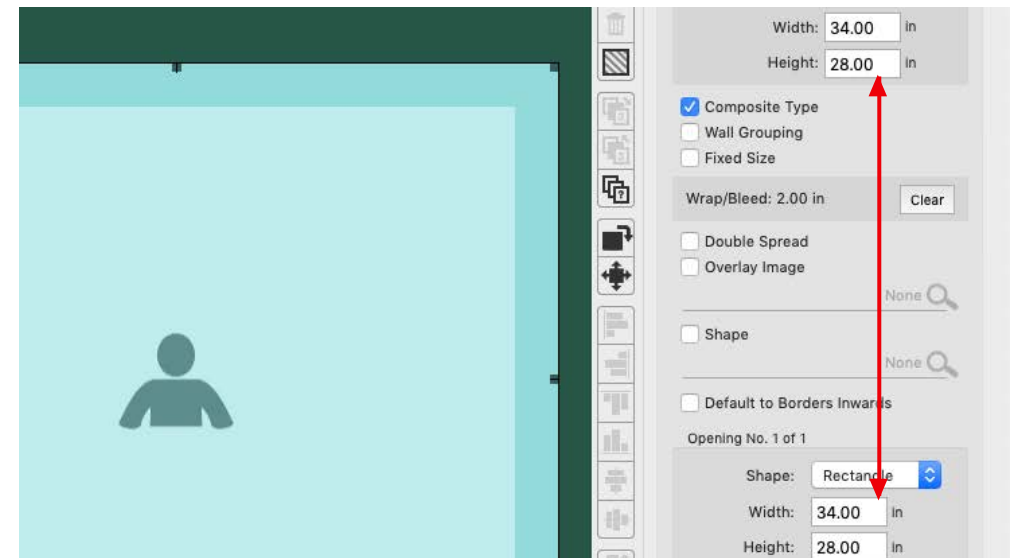 Width: 34.00 in
Height: 28.00 in
Composite Type
Wall Grouping
Fixed Size
Wrap/Bleed: 2.00 in Clear
Double Spread
Overlay Image
None
Shape
None
Default to Borders Inwards
Opening No. 1 of 1
Shape: Rectangle
Width: 34.00 in
Height: 28.00 in